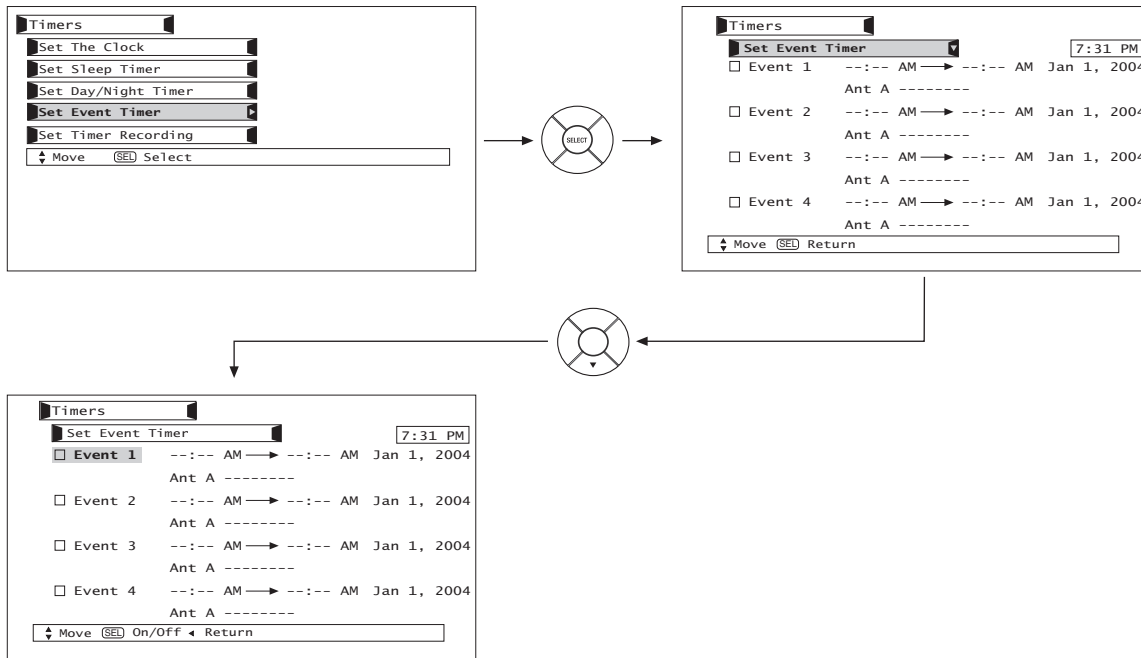 Timers
Set The Clock
Set Sleep Timer
Set Day/Night Timer
Set Event Timer
Set Timer Recording
Move SEL Select
SELECT
Timers
Set Event Timer
7:31 PM
Event 1 --:-- AM --:-- AM Jan 1, 2004
Ant A --------
Event 2 --:-- AM --:-- AM Jan 1, 2004
Ant A --------
Event 3 --:-- AM --:-- AM Jan 1, 2004
Ant A --------
Event 4 --:-- AM --:-- AM Jan 1, 2004
Ant A --------
Move SEL Return
Timers
Set Event Timer
7:31 PM
Event 1 --:-- AM --:-- AM Jan 1, 2004
Ant A --------
Event 2 --:-- AM --:-- AM Jan 1, 2004
Ant A --------
Event 3 --:-- AM --:-- AM Jan 1, 2004
Ant A --------
Event 4 --:-- AM --:-- AM Jan 1, 2004
Ant A --------
Move SEL On/Off Return